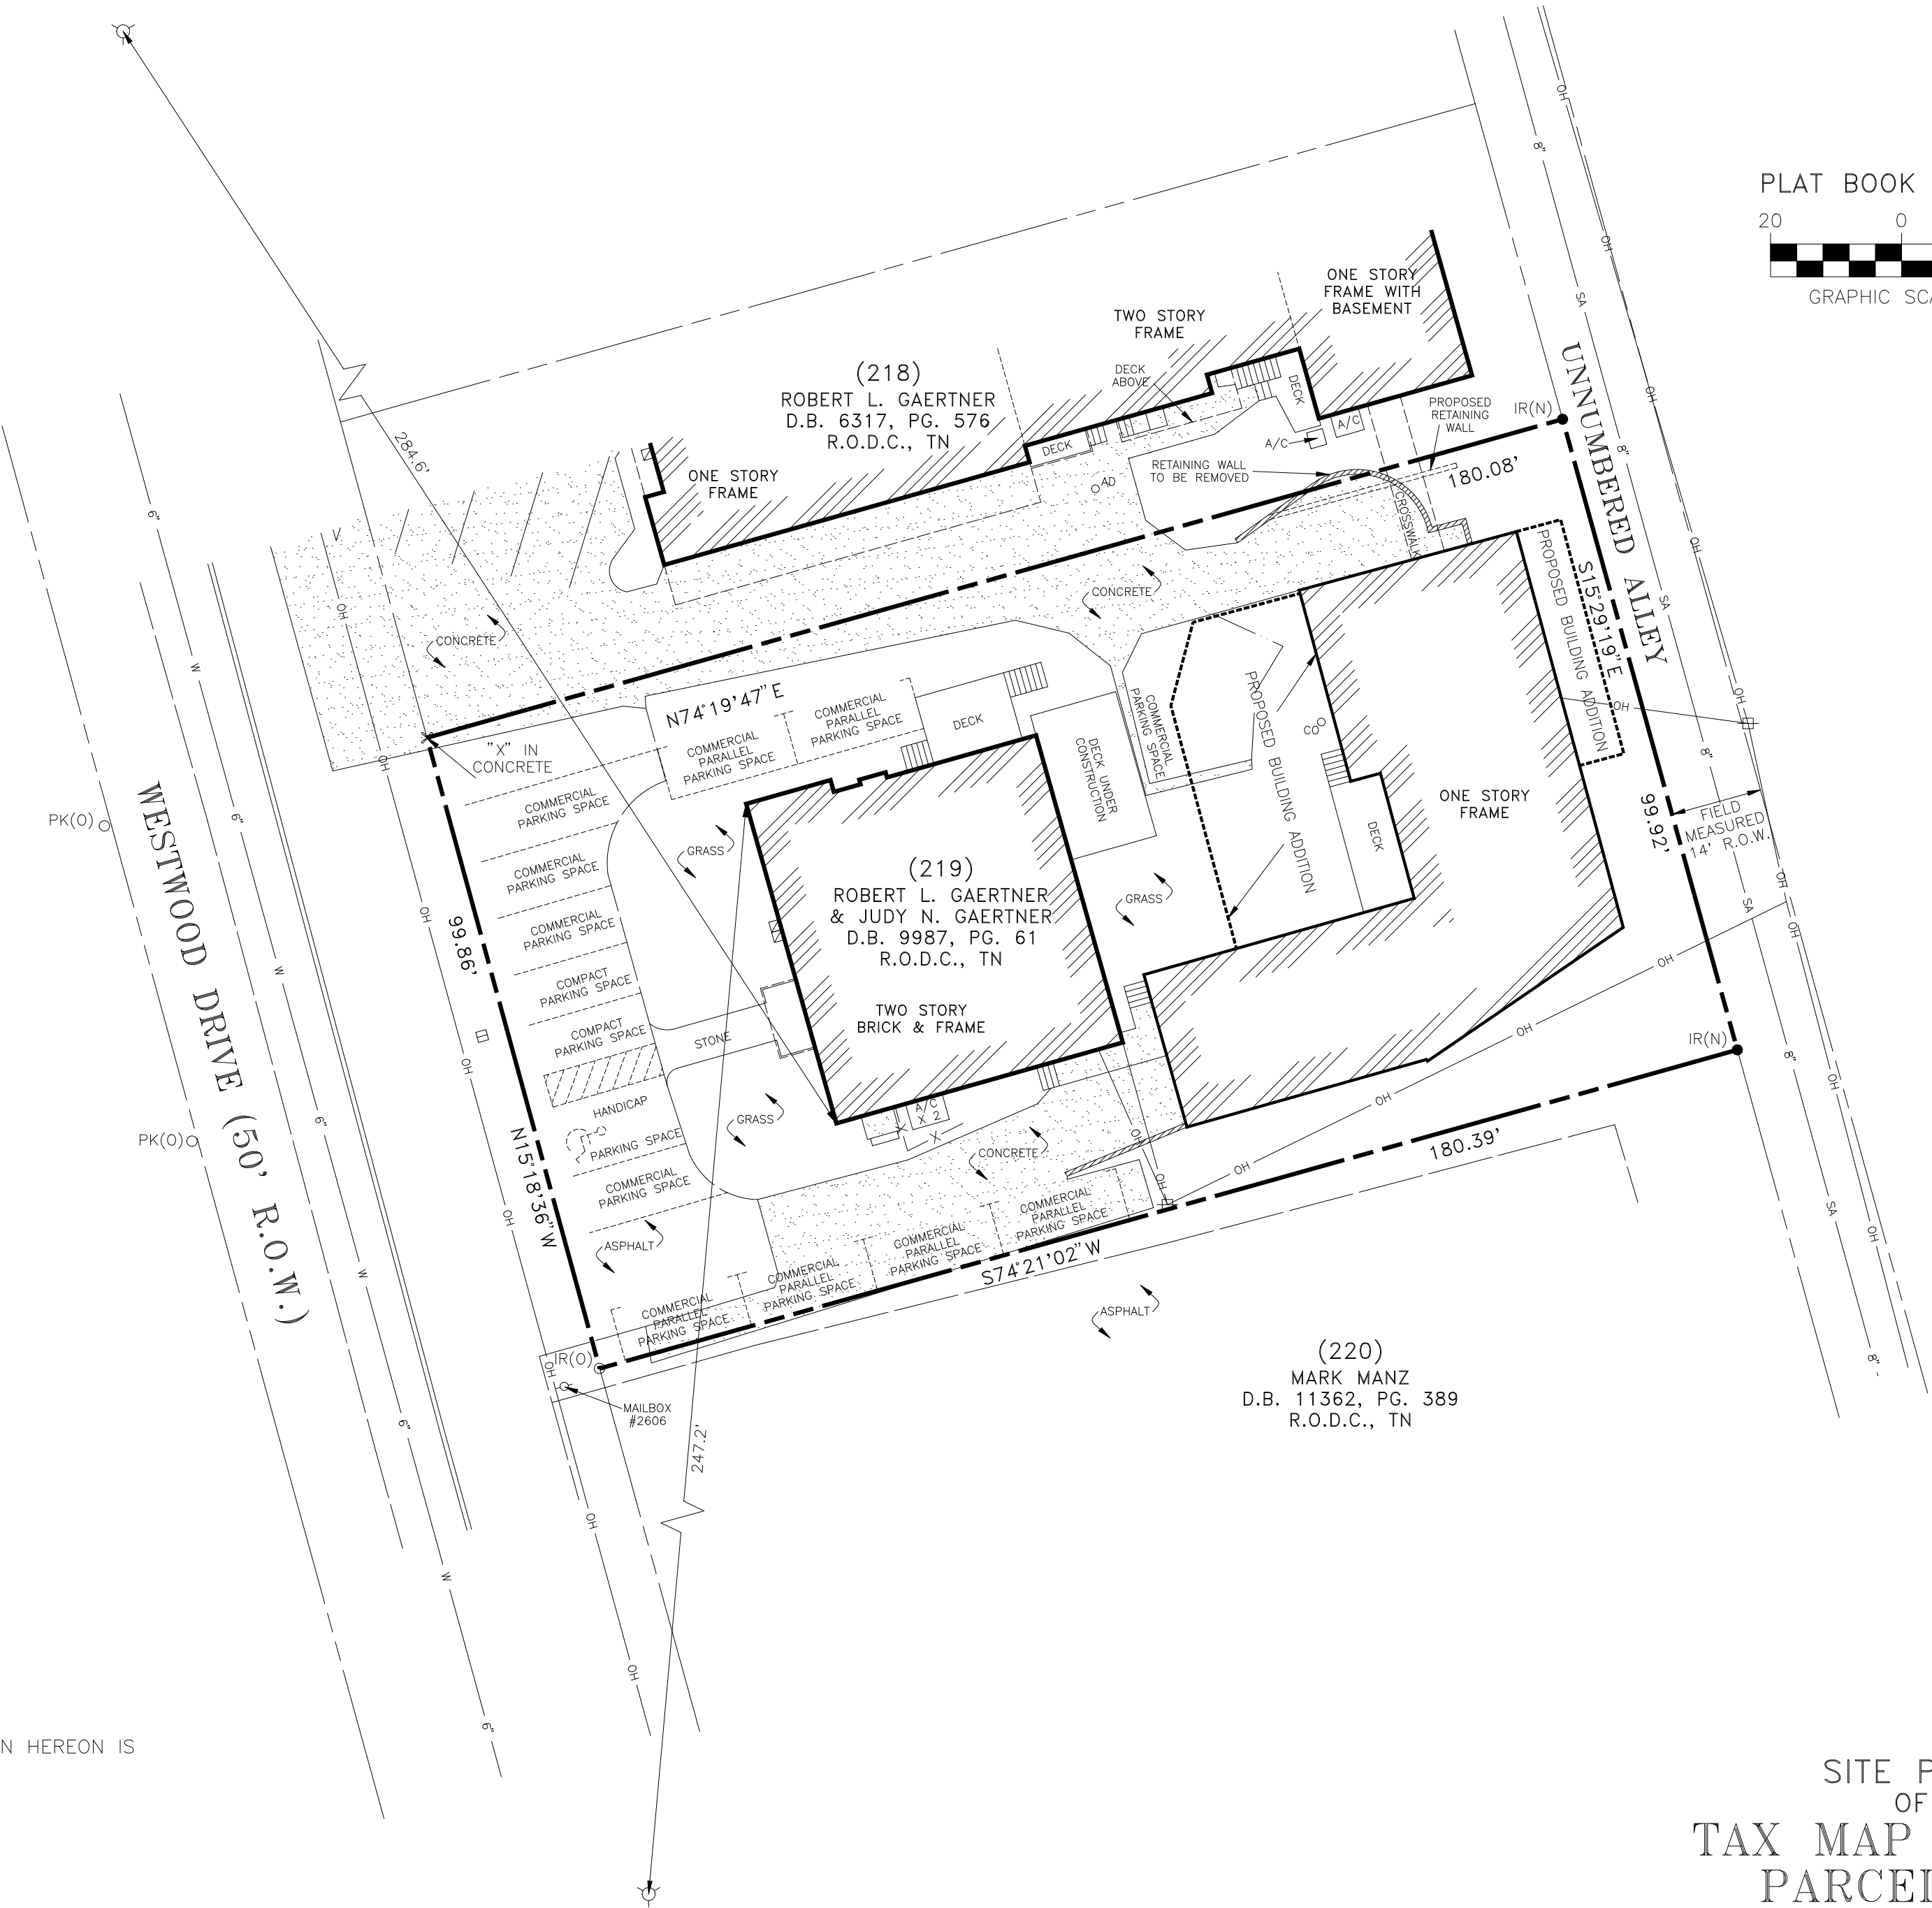 PLAT BOOK
20 0
GRAPHIC SCA
8"
OH
SA
UNNUMBERED ALLEY
284.6'
(218)
ROBERT L. GAERTNER
D.B. 6317, PG. 576
R.O.D.C., TN
ONE STORY
FRAME
TWO STORY
FRAME
ONE STORY
FRAME WITH
BASEMENT
DECK
ABOVE
DECK
DECK
A/C
A/C
AD
PROPOSED
RETAINING
WALL
IR(N)
RETAINING WALL
TO BE REMOVED
CROSSWALK
180.08'
S15°29'19"E
99.92'
PROPOSED BUILDING ADDITION
FIELD
MEASURED
14' R.O.W.
CONCRETE
CONCRETE
N74°19'47"E
"X" IN
CONCRETE
COMMERCIAL
PARALLEL
PARKING SPACE
COMMERCIAL
PARALLEL
PARKING SPACE
DECK
DECK UNDER
CONSTRUCTION
COMMERCIAL
PARKING SPACE
PROPOSED BUILDING ADDITION
CO
DECK
ONE STORY
FRAME
COMMERCIAL
PARKING SPACE
COMMERCIAL
PARKING SPACE
COMMERCIAL
PARKING SPACE
COMPACT
PARKING SPACE
COMPACT
PARKING SPACE
HANDICAP
PARKING SPACE
COMMERCIAL
PARKING SPACE
GRASS
GRASS
GRASS
STONE
(219)
ROBERT L. GAERTNER
& JUDY N. GAERTNER
D.B. 9987, PG. 61
R.O.D.C., TN
TWO STORY
BRICK & FRAME
A/C
X 2
X
X
CONCRETE
ASPHALT
COMMERCIAL
PARALLEL
PARKING SPACE
COMMERCIAL
PARALLEL
PARKING SPACE
COMMERCIAL
PARALLEL
PARKING SPACE
COMMERCIAL
PARALLEL
PARKING SPACE
S74°21'02"W
180.39'
IR(N)
99.86'
N15°18'36"W
PK(O)
PK(O)
WESTWOOD DRIVE (50' R.O.W.)
6"
W
IR(O)
MAILBOX
#2606
247.2'
ASPHALT
(220)
MARK MANZ
D.B. 11362, PG. 389
R.O.D.C., TN
N HEREON IS
SITE P
OF
TAX MAP
PARCEL